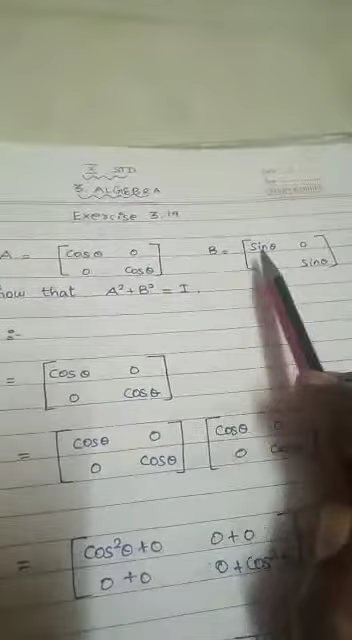 X STD
3. ALGEBRA
Exercise 3.19
A = [cosθ 0 B = [sinθ 0
0 cosθ] sinθ]
how that A² + B² = I.
:-
= [cosθ 0
0 cosθ]
= [cosθ 0 [cosθ
0 cosθ] 0
= [cos²θ+0 0+0
0+0 0+cos²